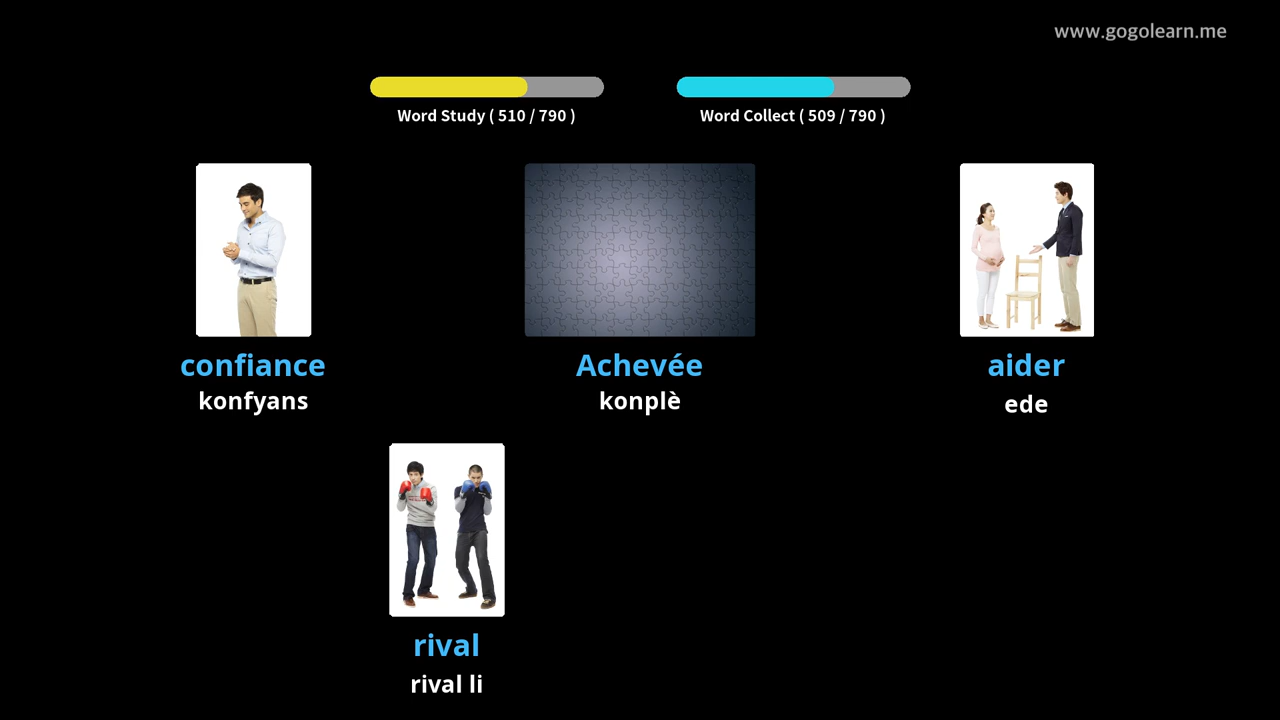 www.gogolearn.me
Word Study ( 510 / 790 )
Word Collect ( 509 / 790 )
confiance
konfyans
Achevée
konplè
aider
ede
rival
rival li